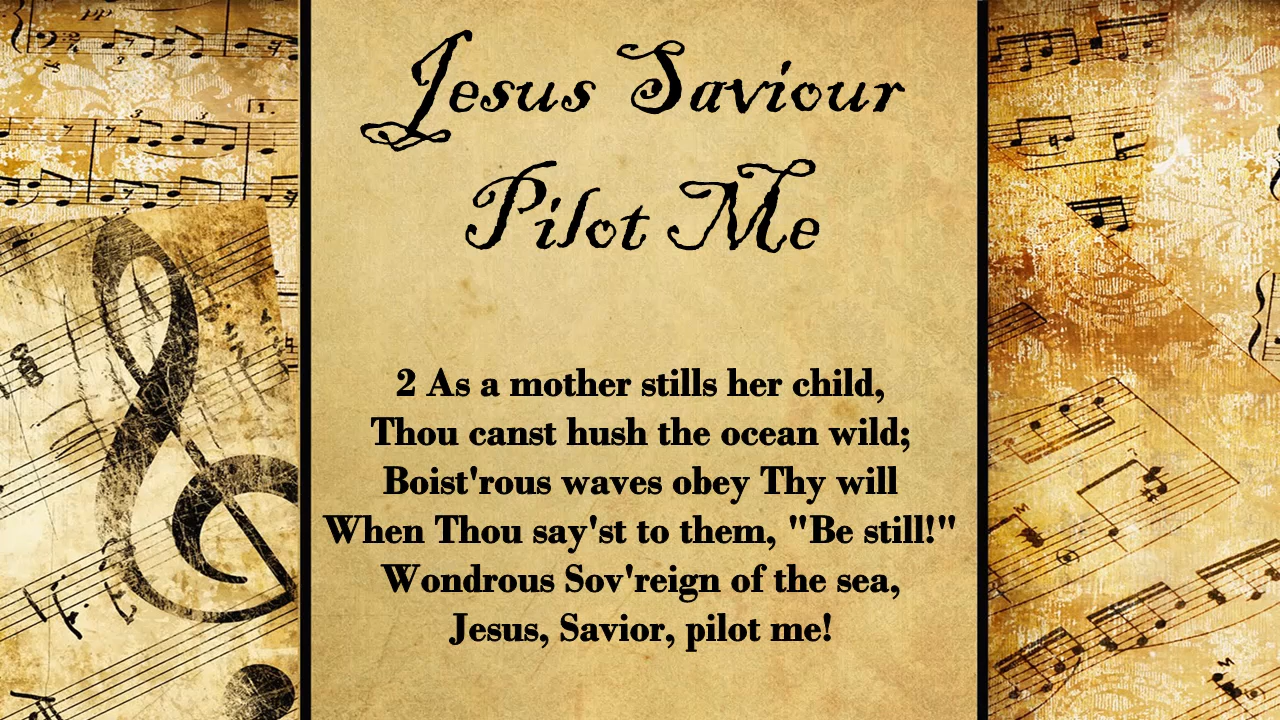 Jesus Saviour
Pilot Me
2 As a mother stills her child,
Thou canst hush the ocean wild;
Boist'rous waves obey Thy will
When Thou say'st to them, "Be still!"
Wondrous Sov'reign of the sea,
Jesus, Savior, pilot me!